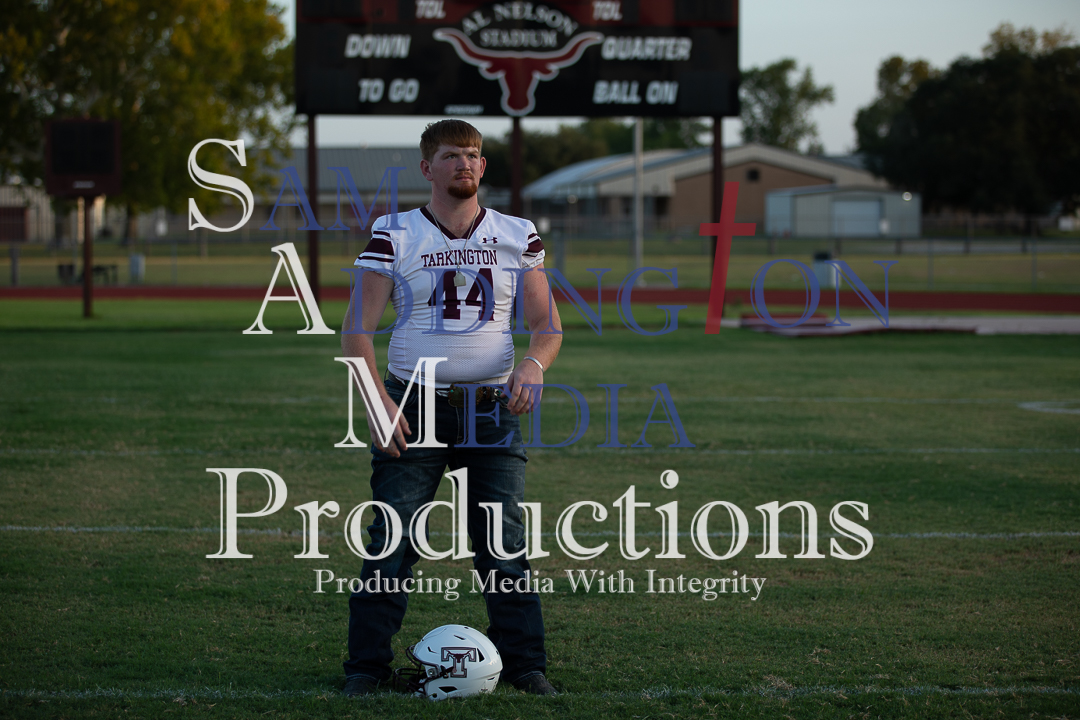 TOL
AL NELSON
TOL
STADIUM
DOWN
QUARTER
TO GO
BALL ON
SAM
ADDINGTON
MEDIA
Productions
Producing Media With Integrity
TARKINGTON
44
T